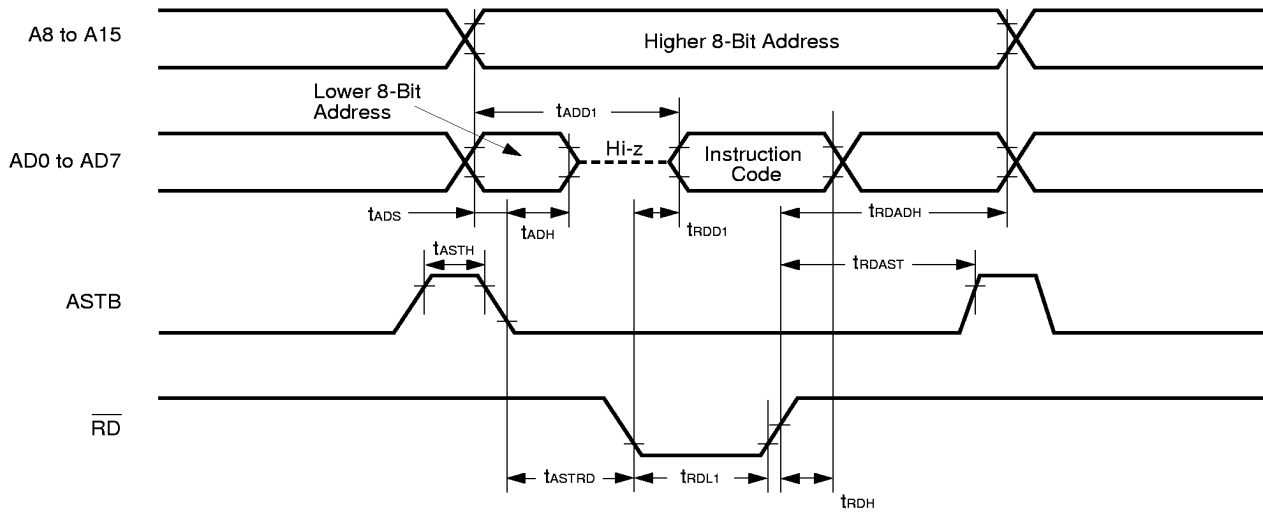 A8 to A15
Higher 8-Bit Address
Lower 8-Bit
Address
tADD1
AD0 to AD7
Hi-z
Instruction
Code
tADS
tADH
tRDD1
tRDADH
tASTH
tRDAST
ASTB
RD
tASTRD
tRDL1
tRDH